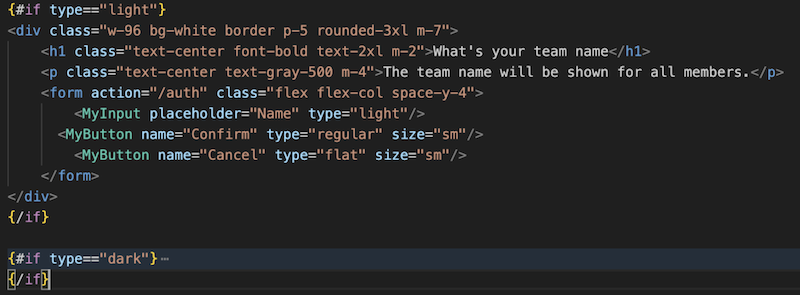 {#if type=="light"}
<div class="w-96 bg-white border p-5 rounded-3xl m-7">
    <h1 class="text-center font-bold text-2xl m-2">What's your team name</h1>
    <p class="text-center text-gray-500 m-4">The team name will be shown for all members.</p>
    <form action="/auth" class="flex flex-col space-y-4">
        <MyInput placeholder="Name" type="light"/>
      <MyButton name="Confirm" type="regular" size="sm"/>
        <MyButton name="Cancel" type="flat" size="sm"/>
    </form>
</div>
{/if}

{#if type=="dark"}⋯
{/if}